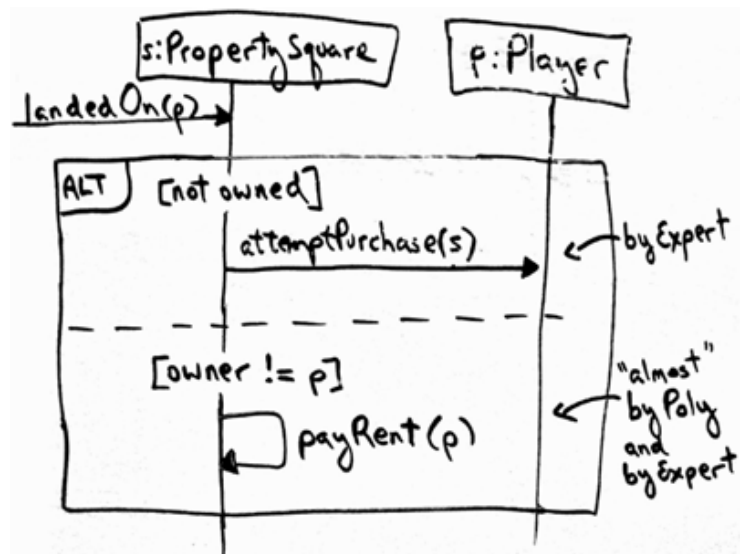 s:PropertySquare
p:Player
landedOn(p)
ALT
[not owned]
attemptPurchase(s)
by Expert
[owner != p]
payRent(p)
"almost"
by Poly
and
by Expert